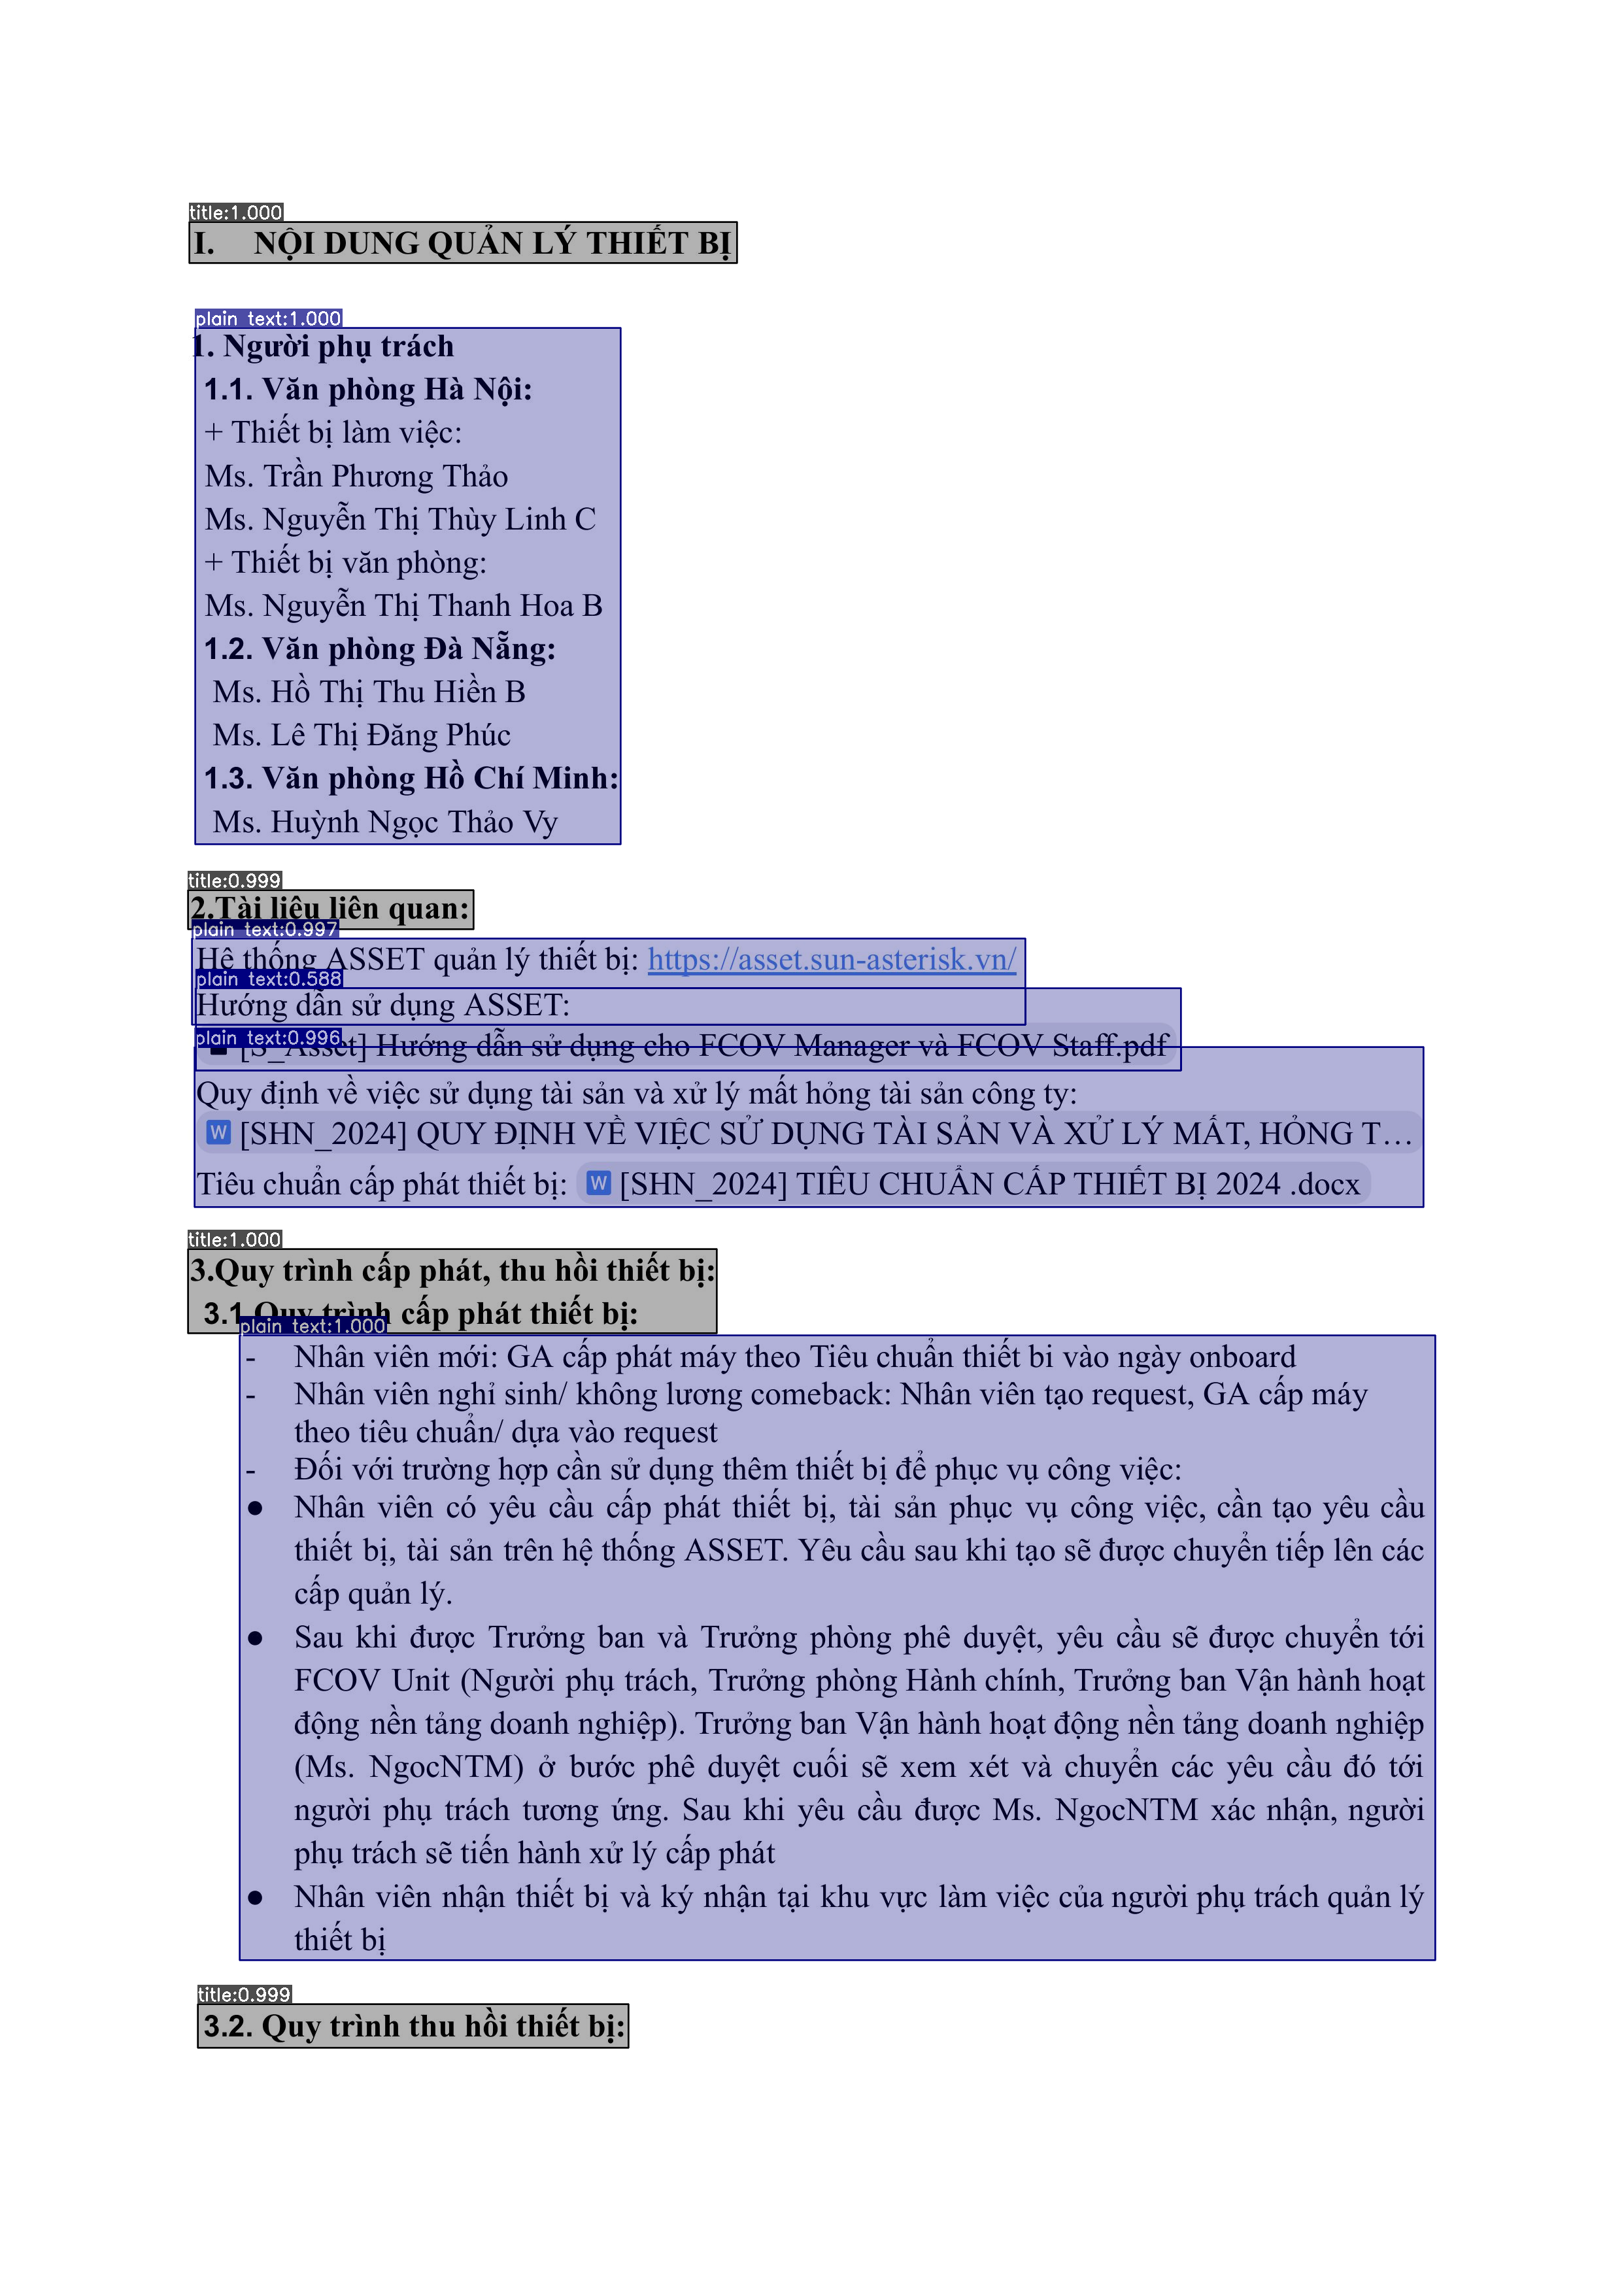 title:1.000
I. NỘI DUNG QUẢN LÝ THIẾT BỊ
plain text:1.000
1. Người phụ trách
1.1. Văn phòng Hà Nội:
+ Thiết bị làm việc:
Ms. Trần Phương Thảo
Ms. Nguyễn Thị Thùy Linh C
+ Thiết bị văn phòng:
Ms. Nguyễn Thị Thanh Hoa B
1.2. Văn phòng Đà Nẵng:
Ms. Hồ Thị Thu Hiền B
Ms. Lê Thị Đăng Phúc
1.3. Văn phòng Hồ Chí Minh:
Ms. Huỳnh Ngọc Thảo Vy
title:0.999
2.Tài liệu liên quan:
plain text:0.997
Hệ thống ASSET quản lý thiết bị: https://asset.sun-asterisk.vn/
plain text:0.588
Hướng dẫn sử dụng ASSET:
plain text:0.996
[S_Asset] Hướng dẫn sử dụng cho FCOV Manager và FCOV Staff.pdf
Quy định về việc sử dụng tài sản và xử lý mất hỏng tài sản công ty:
W [SHN_2024] QUY ĐỊNH VỀ VIỆC SỬ DỤNG TÀI SẢN VÀ XỬ LÝ MẤT, HỎNG T…
Tiêu chuẩn cấp phát thiết bị: W [SHN_2024] TIÊU CHUẨN CẤP THIẾT BỊ 2024 .docx
title:1.000
3.Quy trình cấp phát, thu hồi thiết bị:
3.1 Quy trình cấp phát thiết bị:
plain text:1.000
- Nhân viên mới: GA cấp phát máy theo Tiêu chuẩn thiết bi vào ngày onboard
- Nhân viên nghỉ sinh/ không lương comeback: Nhân viên tạo request, GA cấp máy
theo tiêu chuẩn/ dựa vào request
- Đối với trường hợp cần sử dụng thêm thiết bị để phục vụ công việc:
● Nhân viên có yêu cầu cấp phát thiết bị, tài sản phục vụ công việc, cần tạo yêu cầu
thiết bị, tài sản trên hệ thống ASSET. Yêu cầu sau khi tạo sẽ được chuyển tiếp lên các
cấp quản lý.
● Sau khi được Trưởng ban và Trưởng phòng phê duyệt, yêu cầu sẽ được chuyển tới
FCOV Unit (Người phụ trách, Trưởng phòng Hành chính, Trưởng ban Vận hành hoạt
động nền tảng doanh nghiệp). Trưởng ban Vận hành hoạt động nền tảng doanh nghiệp
(Ms. NgocNTM) ở bước phê duyệt cuối sẽ xem xét và chuyển các yêu cầu đó tới
người phụ trách tương ứng. Sau khi yêu cầu được Ms. NgocNTM xác nhận, người
phụ trách sẽ tiến hành xử lý cấp phát
● Nhân viên nhận thiết bị và ký nhận tại khu vực làm việc của người phụ trách quản lý
thiết bị
title:0.999
3.2. Quy trình thu hồi thiết bị: